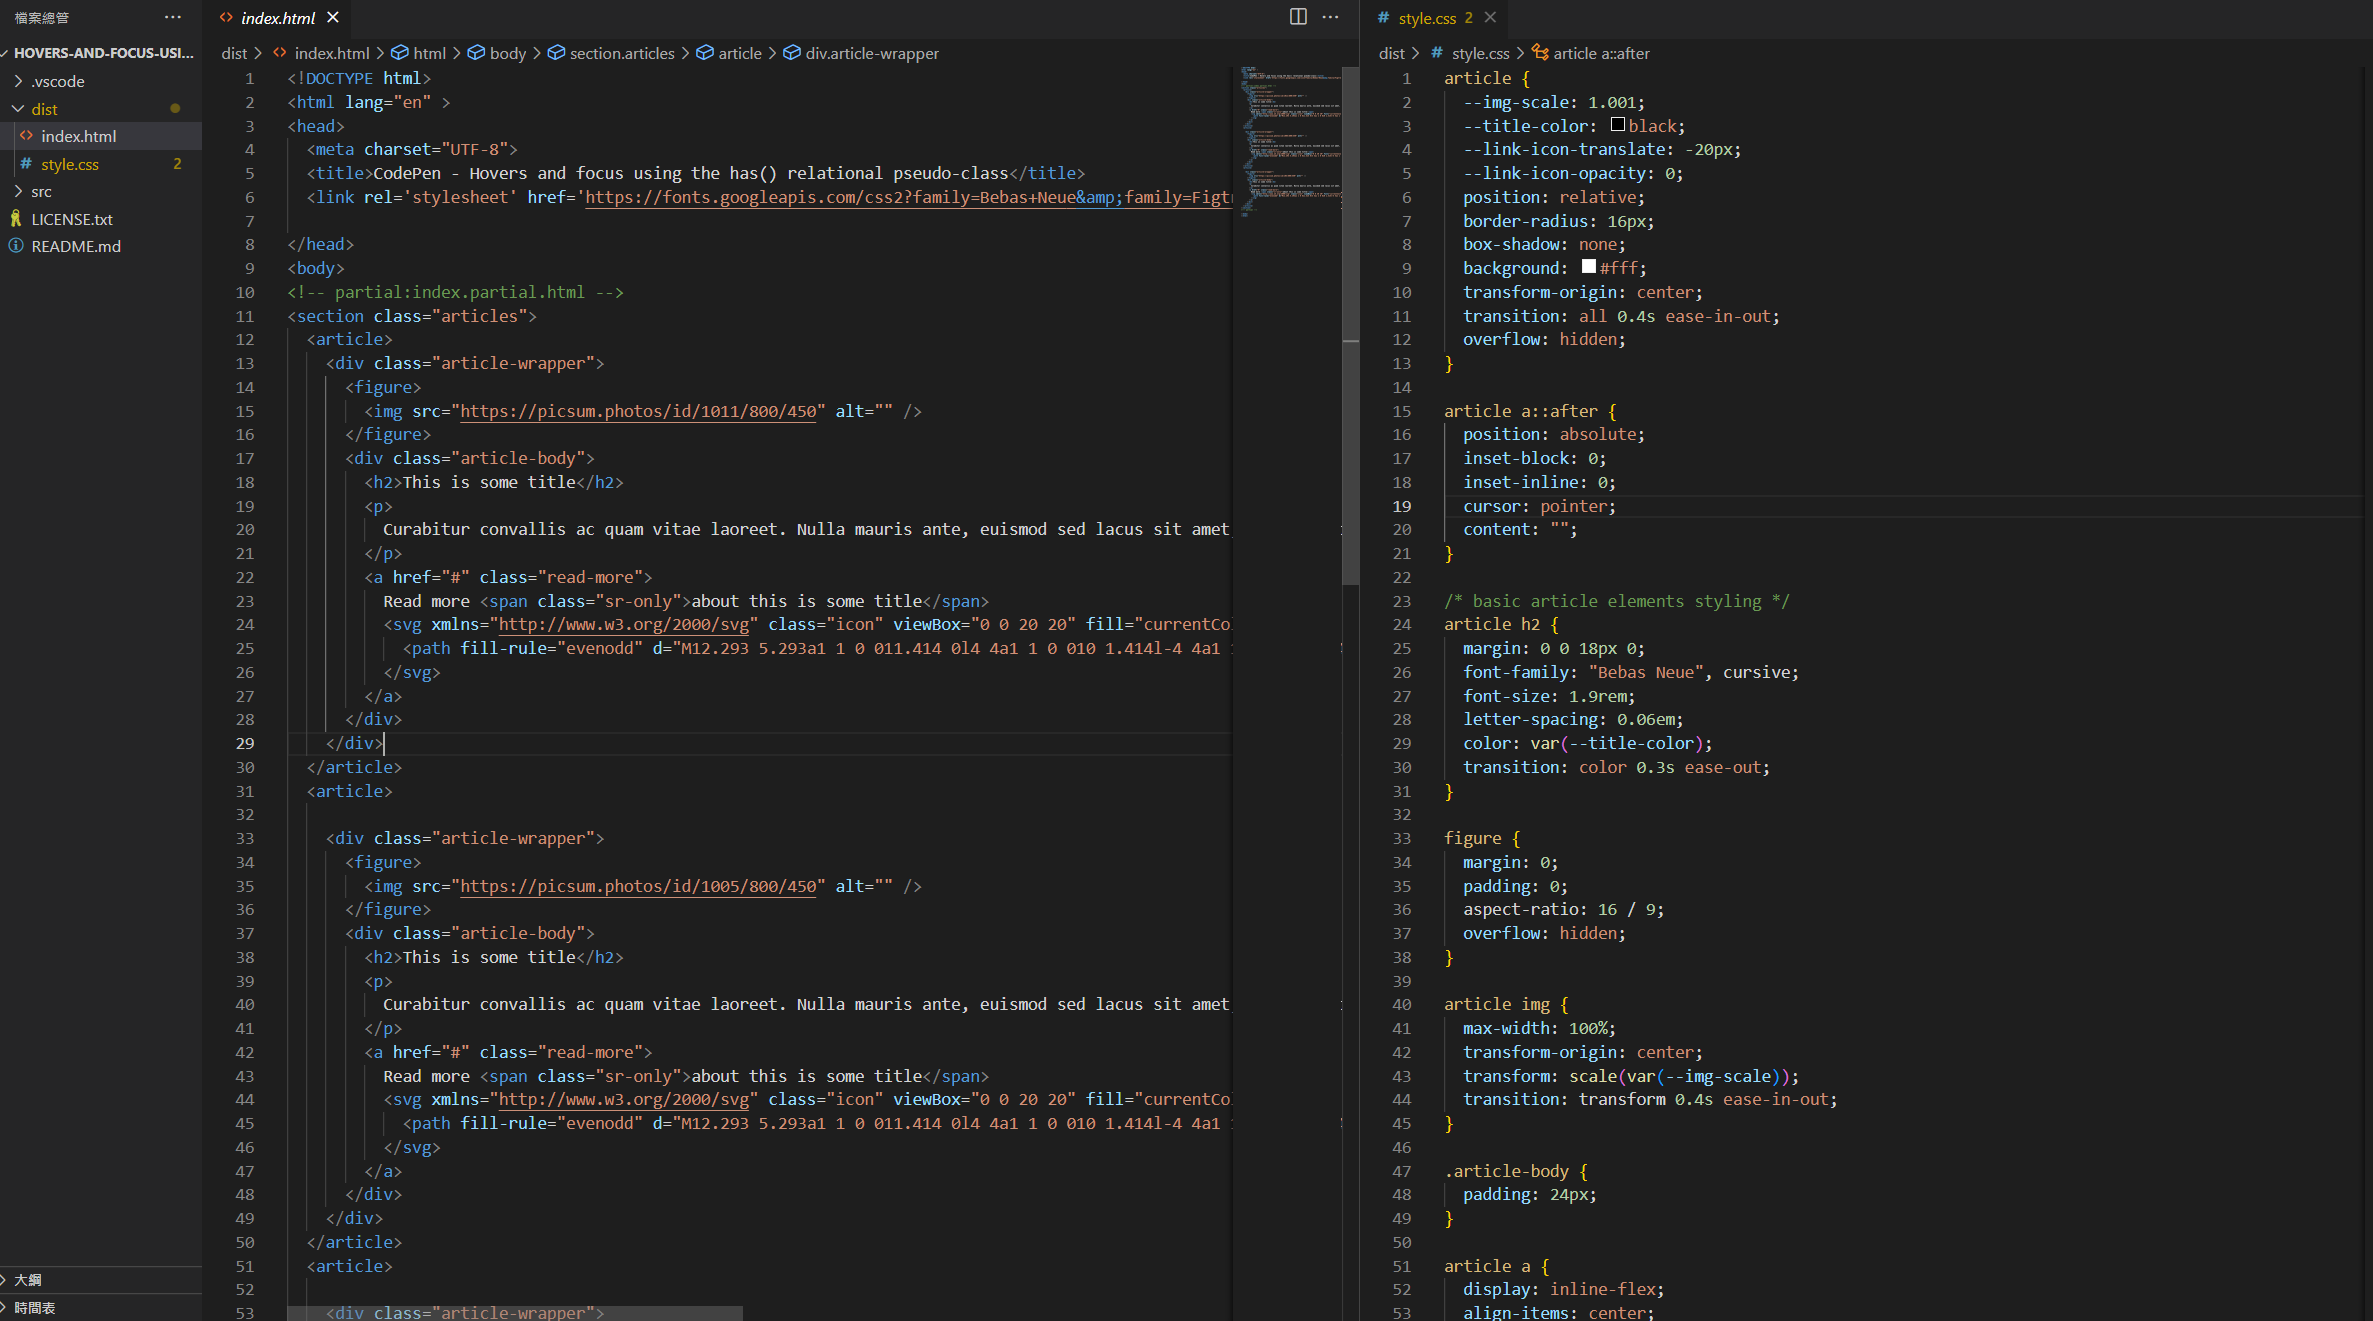 檔案總管
HOVERS-AND-FOCUS-USI...
.vscode
dist
index.html
style.css 2
src
LICENSE.txt
README.md
大綱
時間表
index.html
dist > index.html > html > body > section.articles > article > div.article-wrapper
1 <!DOCTYPE html>
2 <html lang="en" >
3 <head>
4 <meta charset="UTF-8">
5 <title>CodePen - Hovers and focus using the has() relational pseudo-class</title>
6 <link rel='stylesheet' href='https://fonts.googleapis.com/css2?family=Bebas+Neue&amp;family=Figt
7
8 </head>
9 <body>
10 <!-- partial:index.partial.html -->
11 <section class="articles">
12 <article>
13 <div class="article-wrapper">
14 <figure>
15 <img src="https://picsum.photos/id/1011/800/450" alt="" />
16 </figure>
17 <div class="article-body">
18 <h2>This is some title</h2>
19 <p>
20 Curabitur convallis ac quam vitae laoreet. Nulla mauris ante, euismod sed lacus sit amet
21 </p>
22 <a href="#" class="read-more">
23 Read more <span class="sr-only">about this is some title</span>
24 <svg xmlns="http://www.w3.org/2000/svg" class="icon" viewBox="0 0 20 20" fill="currentCo
25 <path fill-rule="evenodd" d="M12.293 5.293a1 1 0 011.414 0l4 4a1 1 0 010 1.414l-4 4a1
26 </svg>
27 </a>
28 </div>
29 </div>
30 </article>
31 <article>
32
33 <div class="article-wrapper">
34 <figure>
35 <img src="https://picsum.photos/id/1005/800/450" alt="" />
36 </figure>
37 <div class="article-body">
38 <h2>This is some title</h2>
39 <p>
40 Curabitur convallis ac quam vitae laoreet. Nulla mauris ante, euismod sed lacus sit amet
41 </p>
42 <a href="#" class="read-more">
43 Read more <span class="sr-only">about this is some title</span>
44 <svg xmlns="http://www.w3.org/2000/svg" class="icon" viewBox="0 0 20 20" fill="currentCo
45 <path fill-rule="evenodd" d="M12.293 5.293a1 1 0 011.414 0l4 4a1 1 0 010 1.414l-4 4a1
46 </svg>
47 </a>
48 </div>
49 </div>
50 </article>
51 <article>
52
53 <div class="article-wrapper">
# style.css 2
dist > # style.css > article a::after
1 article {
2 --img-scale: 1.001;
3 --title-color: black;
4 --link-icon-translate: -20px;
5 --link-icon-opacity: 0;
6 position: relative;
7 border-radius: 16px;
8 box-shadow: none;
9 background: #fff;
10 transform-origin: center;
11 transition: all 0.4s ease-in-out;
12 overflow: hidden;
13 }
14
15 article a::after {
16 position: absolute;
17 inset-block: 0;
18 inset-inline: 0;
19 cursor: pointer;
20 content: "";
21 }
22
23 /* basic article elements styling */
24 article h2 {
25 margin: 0 0 18px 0;
26 font-family: "Bebas Neue", cursive;
27 font-size: 1.9rem;
28 letter-spacing: 0.06em;
29 color: var(--title-color);
30 transition: color 0.3s ease-out;
31 }
32
33 figure {
34 margin: 0;
35 padding: 0;
36 aspect-ratio: 16 / 9;
37 overflow: hidden;
38 }
39
40 article img {
41 max-width: 100%;
42 transform-origin: center;
43 transform: scale(var(--img-scale));
44 transition: transform 0.4s ease-in-out;
45 }
46
47 .article-body {
48 padding: 24px;
49 }
50
51 article a {
52 display: inline-flex;
53 align-items: center;